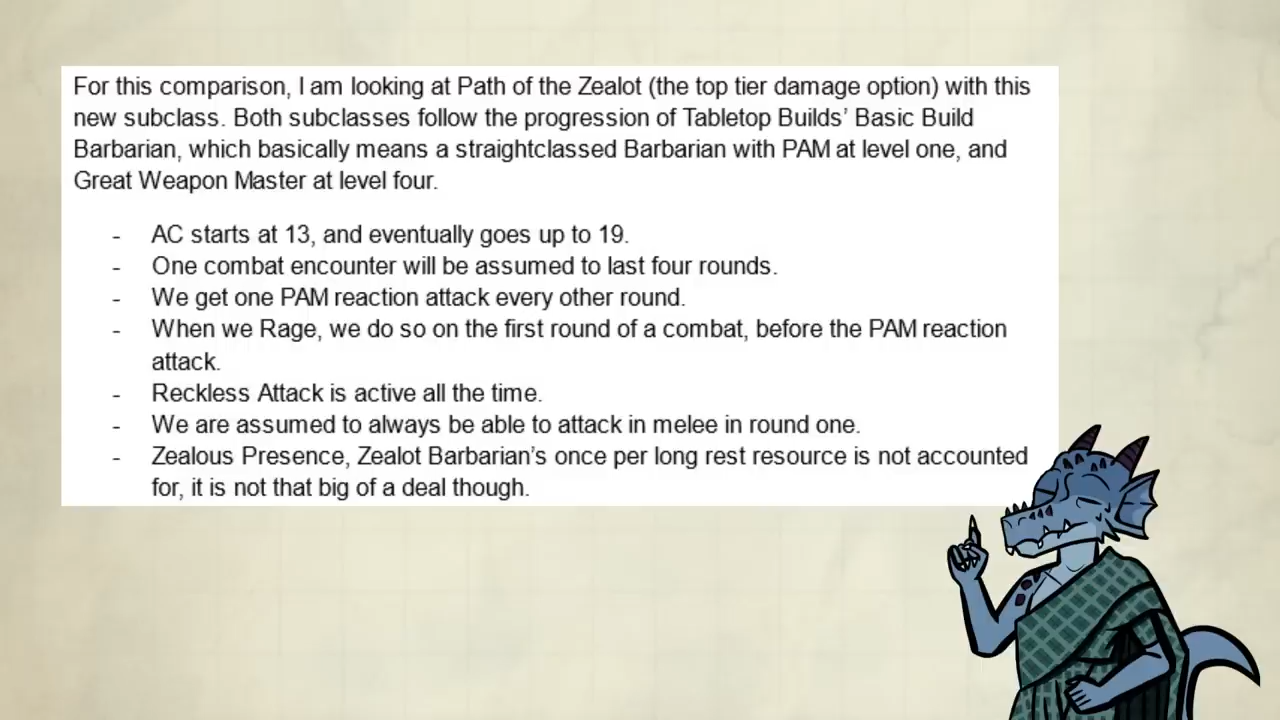 For this comparison, I am looking at Path of the Zealot (the top tier damage option) with this
new subclass. Both subclasses follow the progression of Tabletop Builds' Basic Build
Barbarian, which basically means a straightclassed Barbarian with PAM at level one, and
Great Weapon Master at level four.
- AC starts at 13, and eventually goes up to 19.
- One combat encounter will be assumed to last four rounds.
- We get one PAM reaction attack every other round.
- When we Rage, we do so on the first round of a combat, before the PAM reaction
attack.
- Reckless Attack is active all the time.
- We are assumed to always be able to attack in melee in round one.
- Zealous Presence, Zealot Barbarian's once per long rest resource is not accounted
for, it is not that big of a deal though.